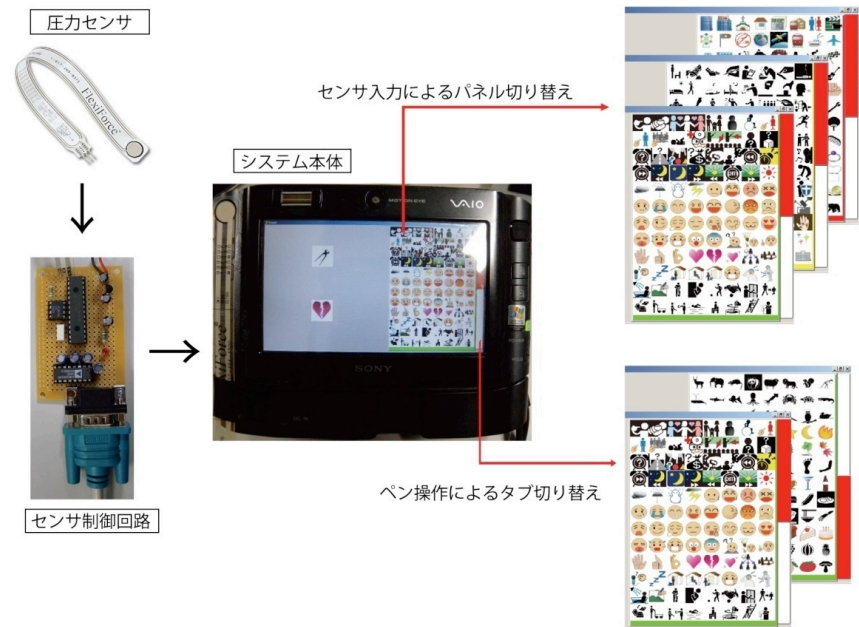 圧力センサ
FlexiForce
センサ入力によるパネル切り替え
システム本体
MOTION EYE
VAIO
SONY
ペン操作によるタブ切り替え
センサ制御回路